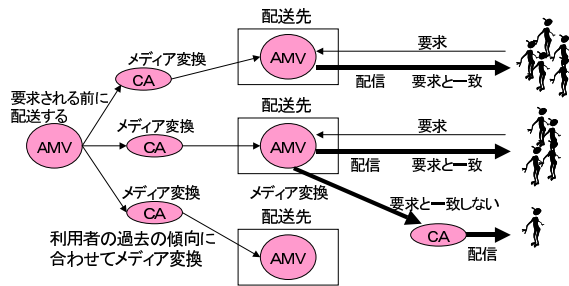 配送先
メディア変換
CA
AMV
要求
配信
要求と一致
要求される前に
配送する
AMV
配送先
メディア変換
CA
AMV
要求
配信
要求と一致
メディア変換
CA
メディア変換
要求と一致しない
CA
配信
配送先
AMV
利用者の過去の傾向に
合わせてメディア変換